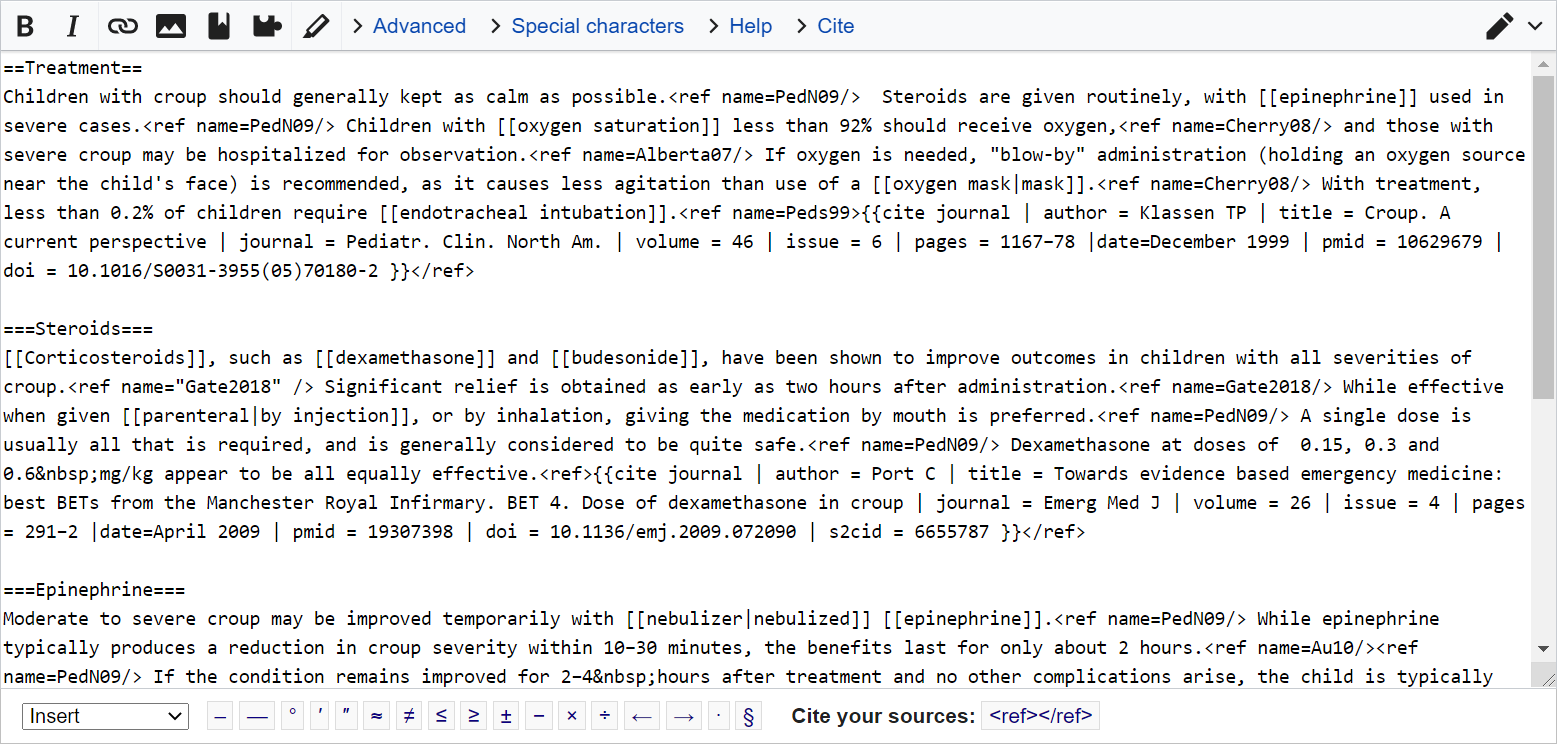 B I > Advanced > Special characters > Help > Cite
==Treatment==
Children with croup should generally kept as calm as possible.<ref name=PedN09/>  Steroids are given routinely, with [[epinephrine]] used in
severe cases.<ref name=PedN09/> Children with [[oxygen saturation]] less than 92% should receive oxygen,<ref name=Cherry08/> and those with
severe croup may be hospitalized for observation.<ref name=Alberta07/> If oxygen is needed, "blow-by" administration (holding an oxygen source
near the child's face) is recommended, as it causes less agitation than use of a [[oxygen mask|mask]].<ref name=Cherry08/> With treatment,
less than 0.2% of children require [[endotracheal intubation]].<ref name=Peds99>{{cite journal | author = Klassen TP | title = Croup. A
current perspective | journal = Pediatr. Clin. North Am. | volume = 46 | issue = 6 | pages = 1167–78 |date=December 1999 | pmid = 10629679 |
doi = 10.1016/S0031-3955(05)70180-2 }}</ref>

===Steroids===
[[Corticosteroids]], such as [[dexamethasone]] and [[budesonide]], have been shown to improve outcomes in children with all severities of
croup.<ref name="Gate2018" /> Significant relief is obtained as early as two hours after administration.<ref name=Gate2018/> While effective
when given [[parenteral|by injection]], or by inhalation, giving the medication by mouth is preferred.<ref name=PedN09/> A single dose is
usually all that is required, and is generally considered to be quite safe.<ref name=PedN09/> Dexamethasone at doses of  0.15, 0.3 and
0.6&nbsp;mg/kg appear to be all equally effective.<ref>{{cite journal | author = Port C | title = Towards evidence based emergency medicine:
best BETs from the Manchester Royal Infirmary. BET 4. Dose of dexamethasone in croup | journal = Emerg Med J | volume = 26 | issue = 4 | pages
= 291–2 |date=April 2009 | pmid = 19307398 | doi = 10.1136/emj.2009.072090 | s2cid = 6655787 }}</ref>

===Epinephrine===
Moderate to severe croup may be improved temporarily with [[nebulizer|nebulized]] [[epinephrine]].<ref name=PedN09/> While epinephrine
typically produces a reduction in croup severity within 10–30 minutes, the benefits last for only about 2 hours.<ref name=Au10/><ref
name=PedN09/> If the condition remains improved for 2–4&nbsp;hours after treatment and no other complications arise, the child is typically
Insert – — ° ′ ″ ≈ ≠ ≤ ≥ ± − × ÷ ← → · § Cite your sources: <ref></ref>